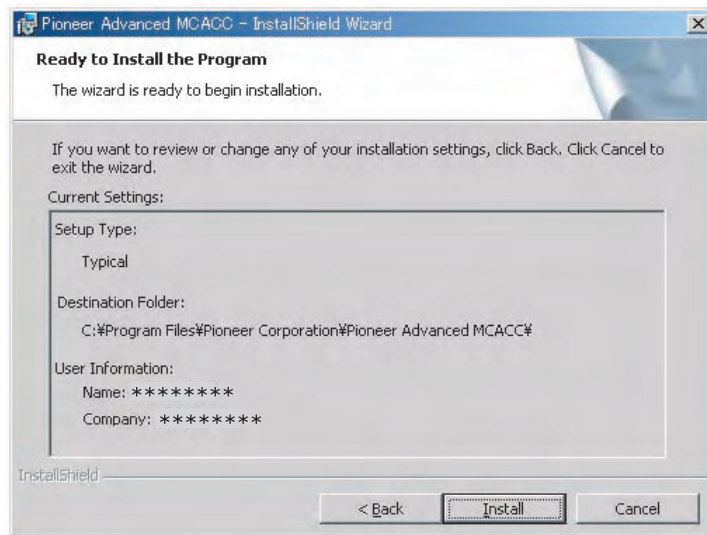 Pioneer Advanced MCACC - InstallShield Wizard
Ready to Install the Program
The wizard is ready to begin installation.
If you want to review or change any of your installation settings, click Back. Click Cancel to
exit the wizard.
Current Settings:
Setup Type:
Typical
Destination Folder:
C:¥Program Files¥Pioneer Corporation¥Pioneer Advanced MCACC¥
User Information:
Name: ********
Company: ********
InstallShield
< Back
Install
Cancel